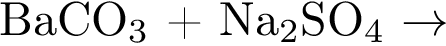 BaCO₃ + Na₂SO₄ →